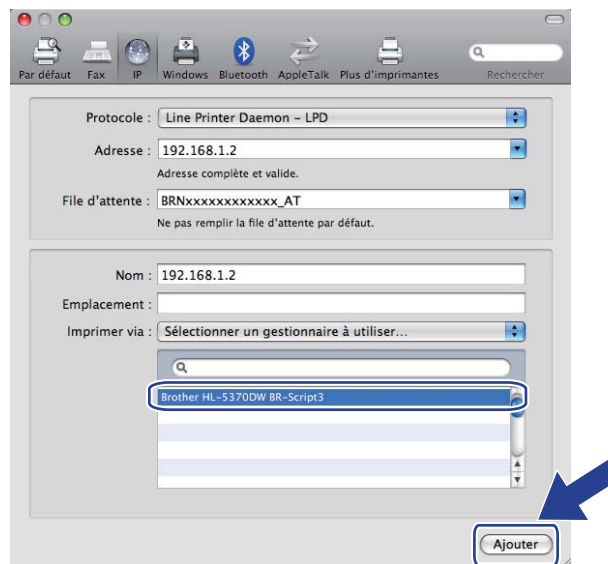 Par défaut Fax IP Windows Bluetooth AppleTalk Plus d'imprimantes Rechercher
Protocole : Line Printer Daemon – LPD
Adresse : 192.168.1.2
Adresse complète et valide.
File d'attente : BRNxxxxxxxxxxxx_AT
Ne pas remplir la file d'attente par défaut.
Nom : 192.168.1.2
Emplacement :
Imprimer via : Sélectionner un gestionnaire à utiliser...
Brother HL-5370DW BR-Script3
Ajouter